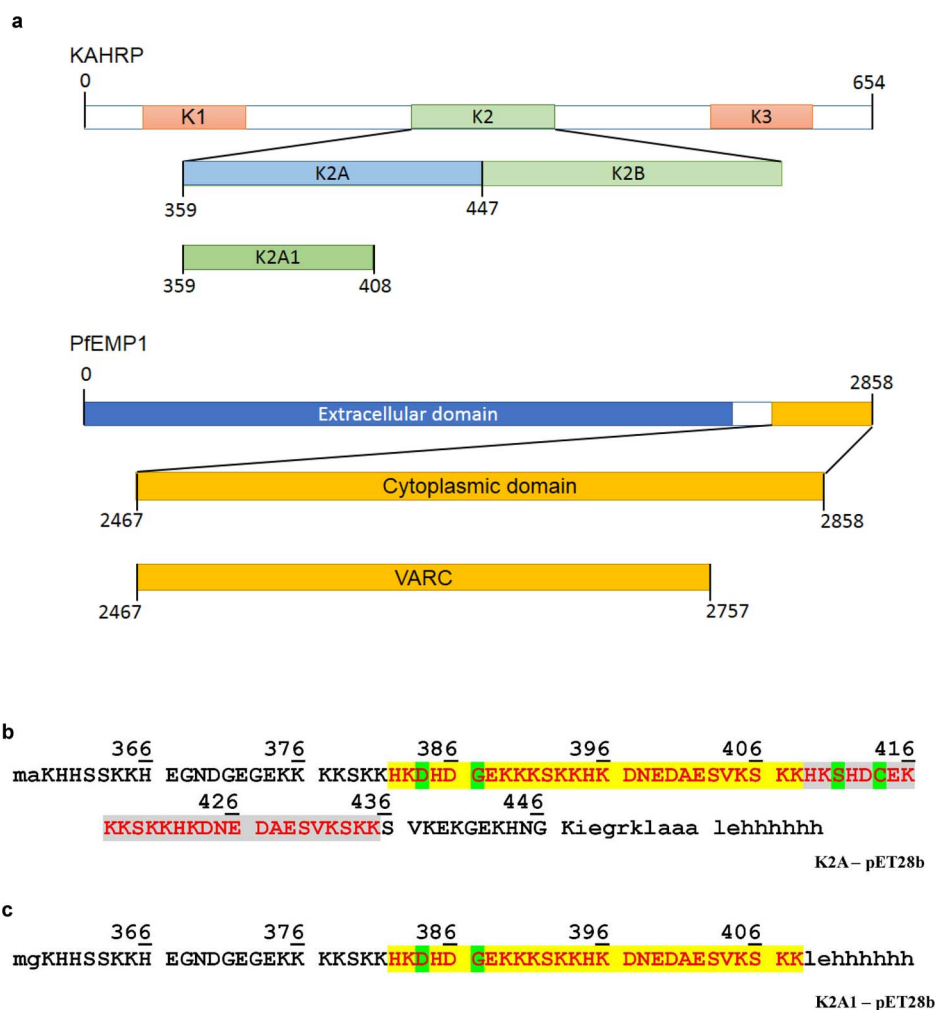 a
KAHRP
0 654
K1 K2 K3
K2A K2B
359 447
K2A1
359 408
PfEMP1
0 2858
Extracellular domain
Cytoplasmic domain
2467 2858
VARC
2467 2757
b
366 376 386 396 406 416
maKHHSSKKH EGNDGEGEKK KKKSKKHKDHD GEKKKSKKHK DNEDAESVKS KKHKSHDCEK
426 436 446
KKSKKHKDNE DAESVKSKKS VKEKGEKHNG Kiegrklaaa lehhhhhh
K2A – pET28b
c
366 376 386 396 406
mgKHHSSKKH EGNDGEGEKK KKKSKKHKDHD GEKKKSKKHK DNEDAESVKS KKlehhhhhh
K2A1 – pET28b